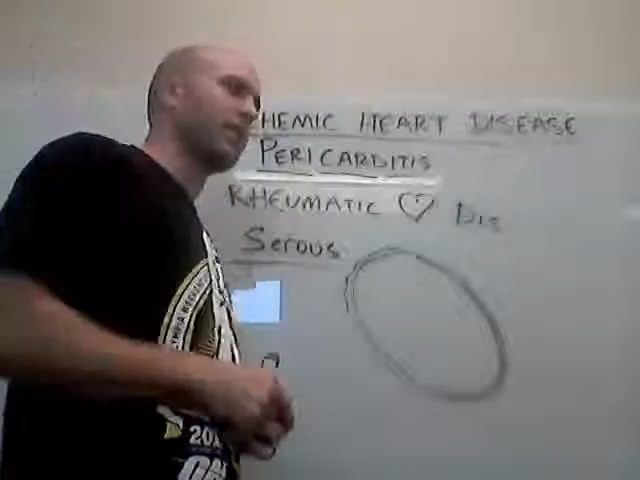 HEMIC HEART DISEASE
PERICARDITIS
RHEUMATIC DIS
Serous